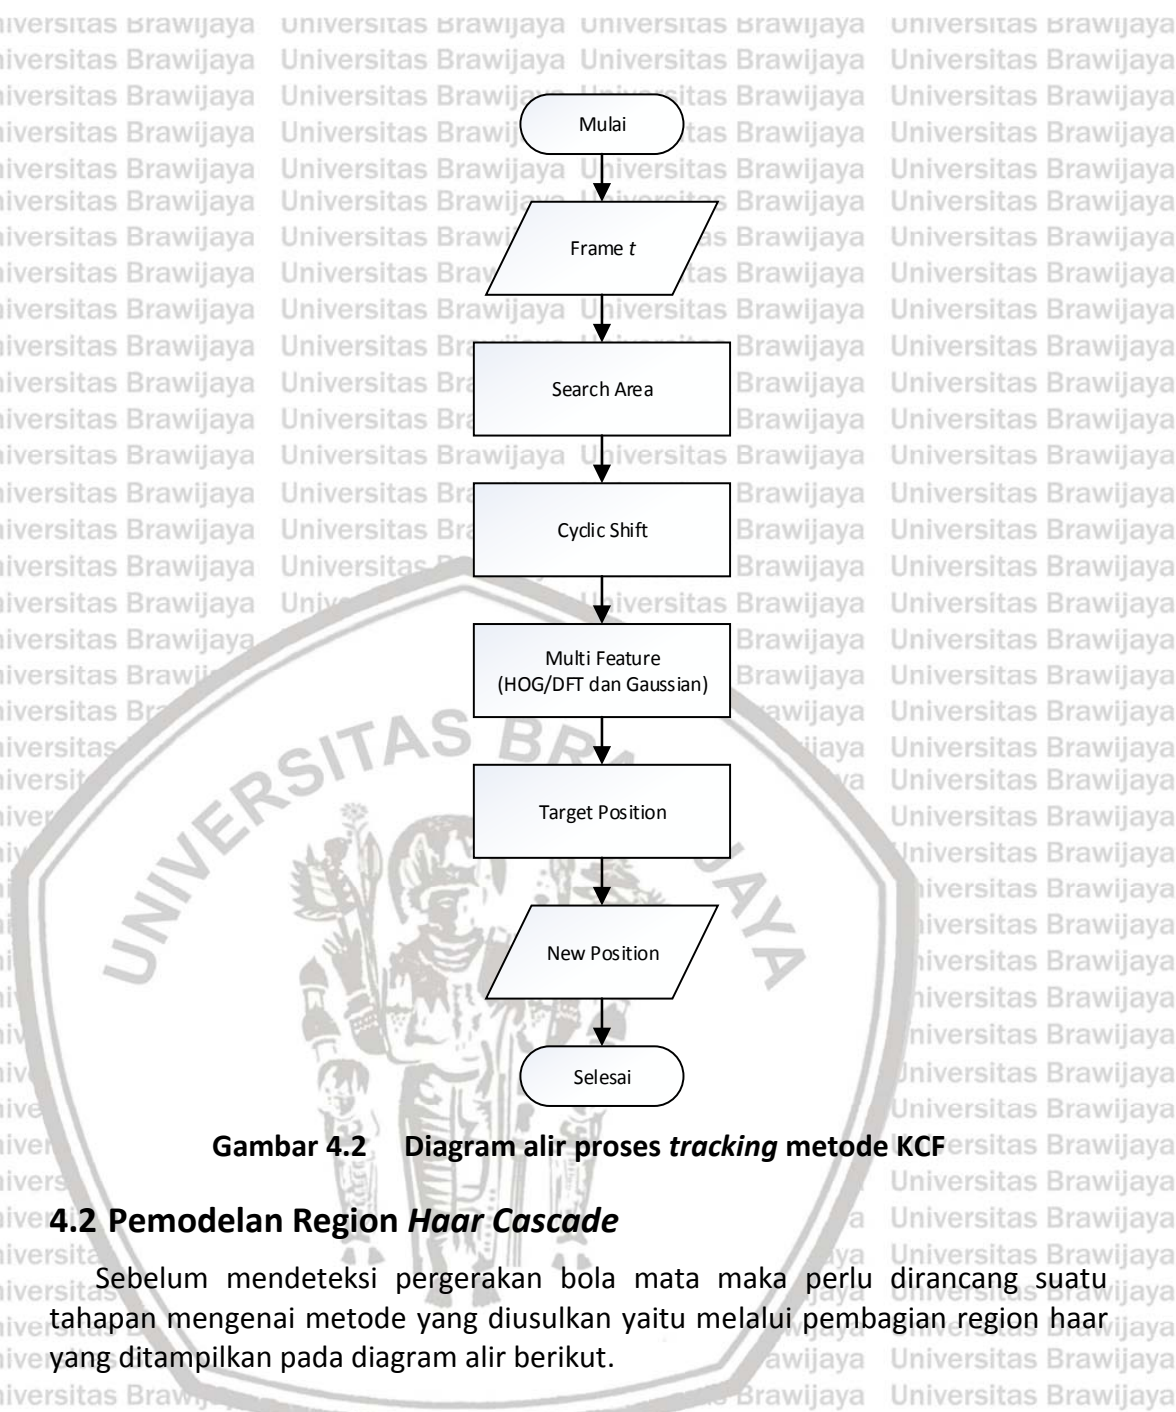 Mulai
Frame t
Search Area
Cyclic Shift
Multi Feature
(HOG/DFT dan Gaussian)
Target Position
New Position
Selesai
Gambar 4.2 Diagram alir proses tracking metode KCF
4.2 Pemodelan Region Haar Cascade
Sebelum mendeteksi pergerakan bola mata maka perlu dirancang suatu
tahapan mengenai metode yang diusulkan yaitu melalui pembagian region haar
yang ditampilkan pada diagram alir berikut.